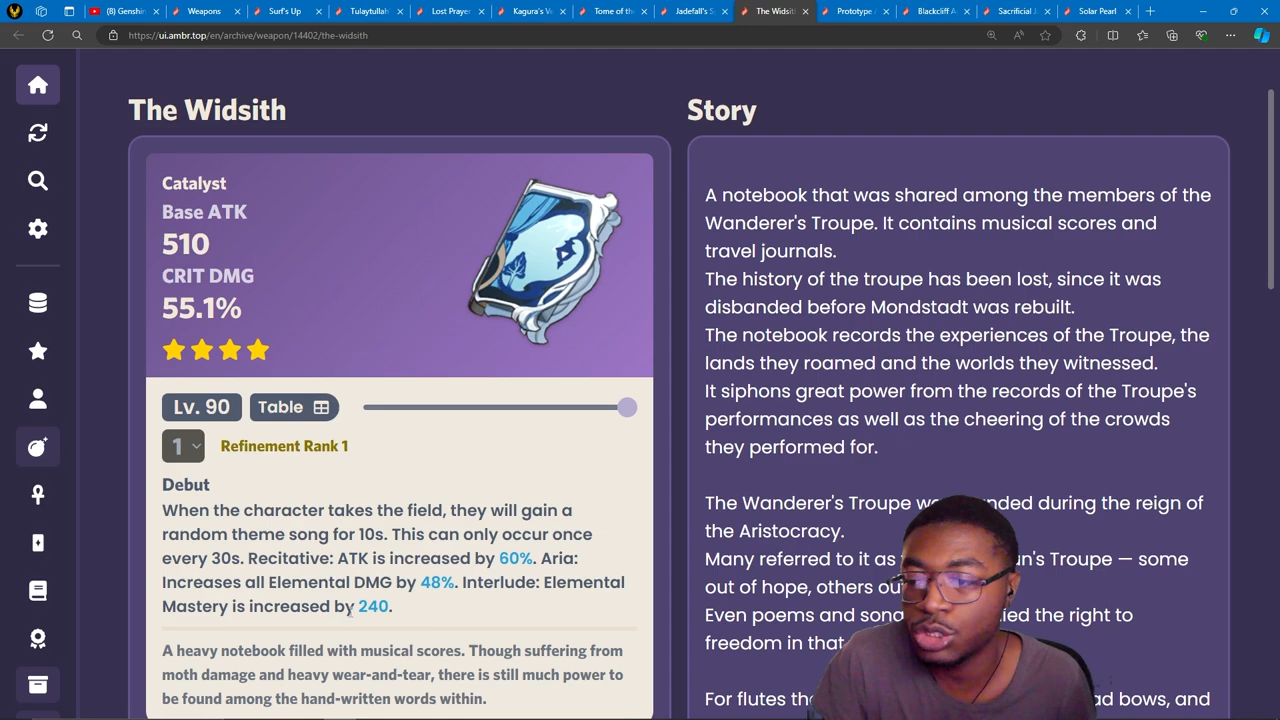 (8) Genshin
Weapons
Surf's Up
Tulaytullah
Lost Prayer
Kagura's Ve
Tome of the
Jadefall's S
The Widsith
Prototype A
Blackcliff A
Sacrificial J
Solar Pearl
https://ui.ambr.top/en/archive/weapon/14402/the-widsith
The Widsith
Catalyst
Base ATK
510
CRIT DMG
55.1%
Lv. 90
Table
1
Refinement Rank 1
Debut
When the character takes the field, they will gain a
random theme song for 10s. This can only occur once
every 30s. Recitative: ATK is increased by 60%. Aria:
Increases all Elemental DMG by 48%. Interlude: Elemental
Mastery is increased by 240.
A heavy notebook filled with musical scores. Though suffering from
moth damage and heavy wear-and-tear, there is still much power to
be found among the hand-written words within.
Story
A notebook that was shared among the members of the
Wanderer's Troupe. It contains musical scores and
travel journals.
The history of the troupe has been lost, since it was
disbanded before Mondstadt was rebuilt.
The notebook records the experiences of the Troupe, the
lands they roamed and the worlds they witnessed.
It siphons great power from the records of the Troupe's
performances as well as the cheering of the crowds
they performed for.
The Wanderer's Troupe was nded during the reign of
the Aristocracy.
Many referred to it as an's Troupe — some
out of hope, others ou
Even poems and song ied the right to
freedom in that
For flutes tha ad bows, and